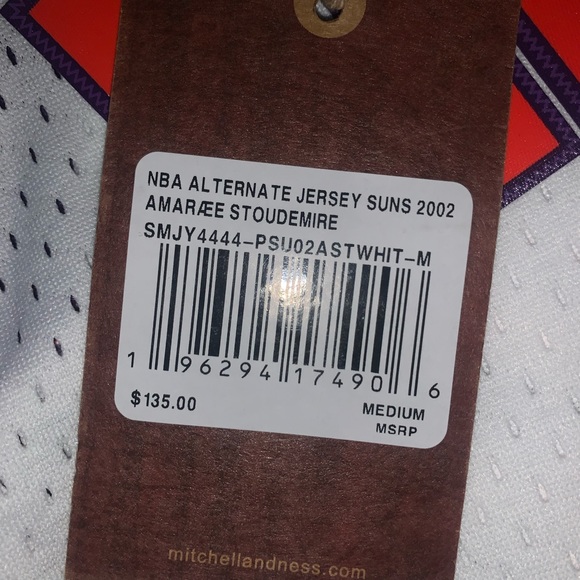 NBA ALTERNATE JERSEY SUNS 2002
AMARÆE STOUDEMIRE
SMJY4444-PSU02ASTWHIT-M
1 96294 17490 6
$135.00
MEDIUM
MSRP
mitchellandness.com